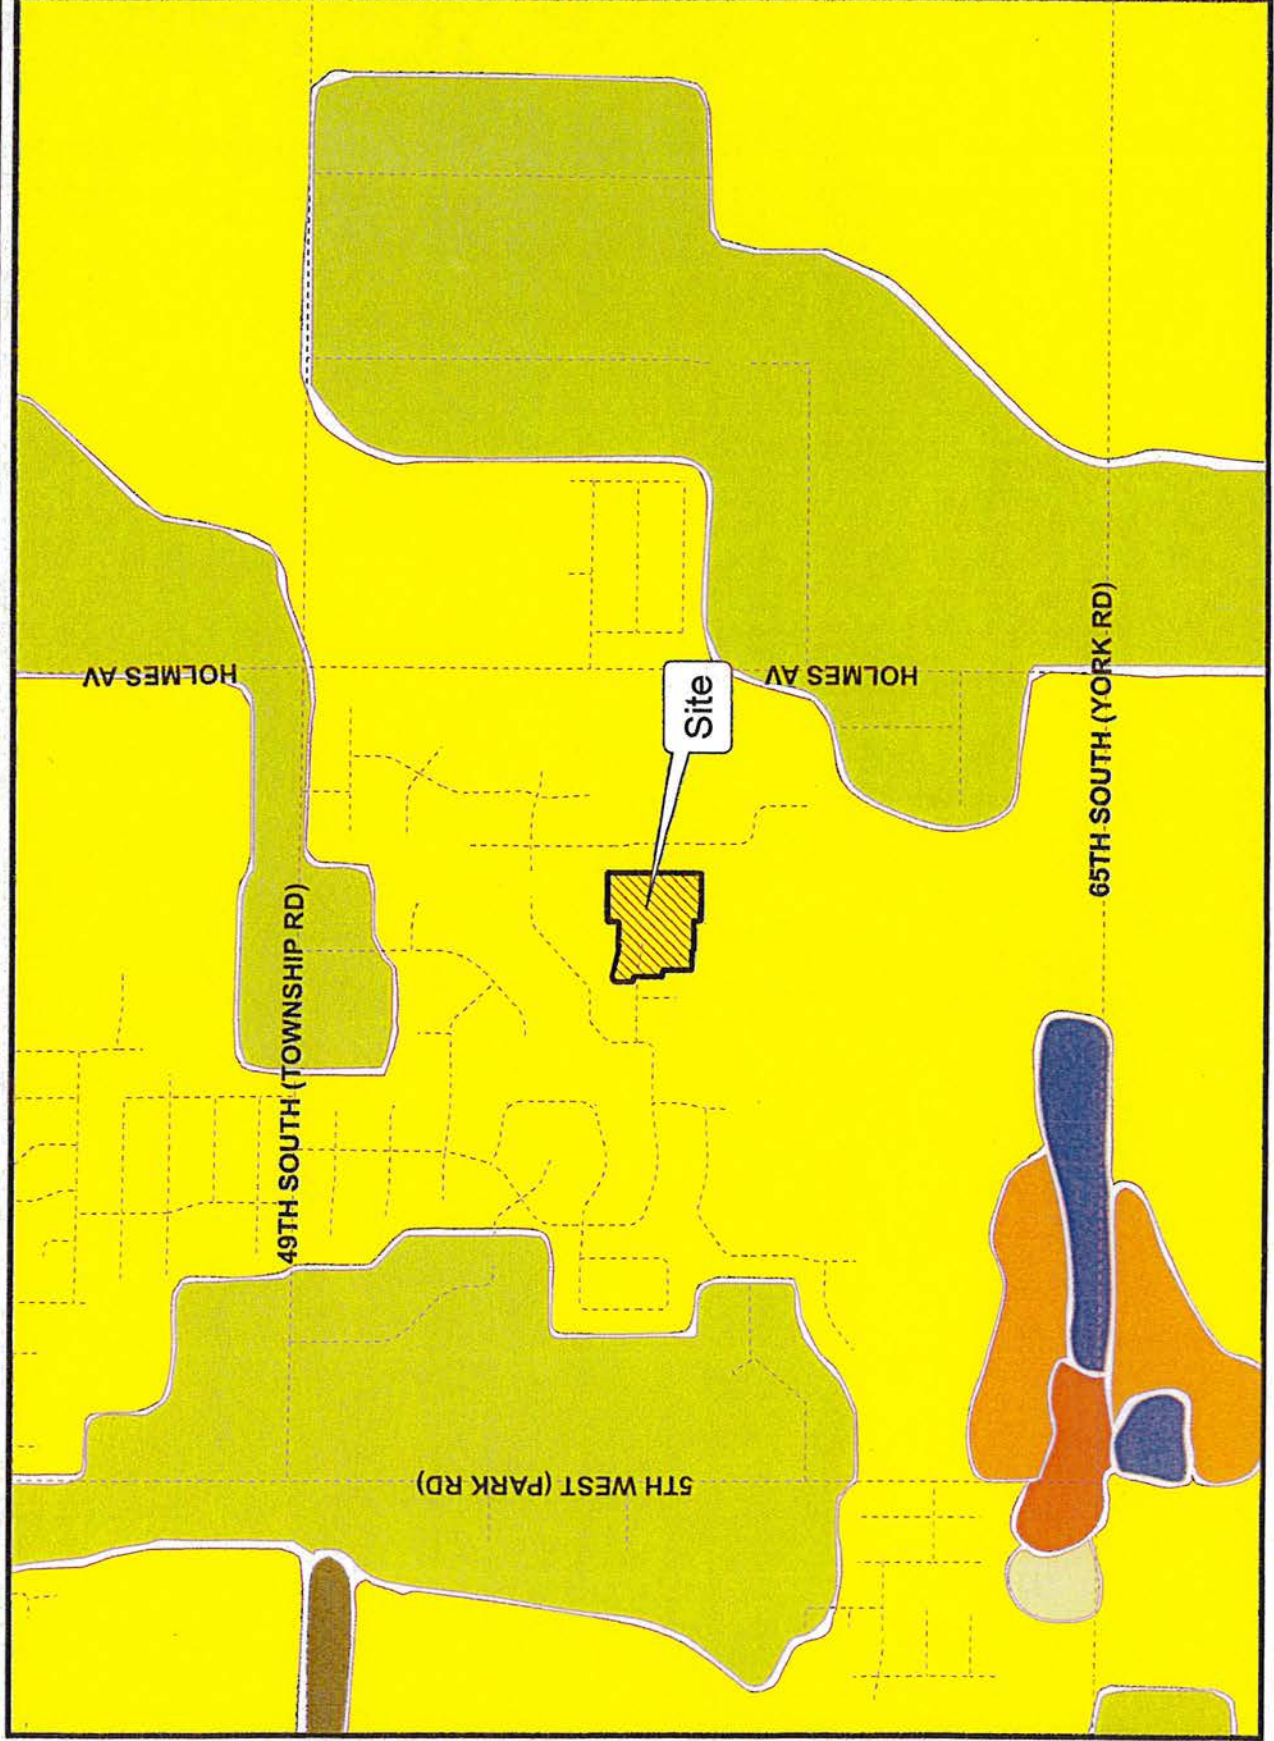 49TH SOUTH (TOWNSHIP RD)
HOLMES AV
Site
HOLMES AV
5TH WEST (PARK RD)
65TH SOUTH (YORK RD)